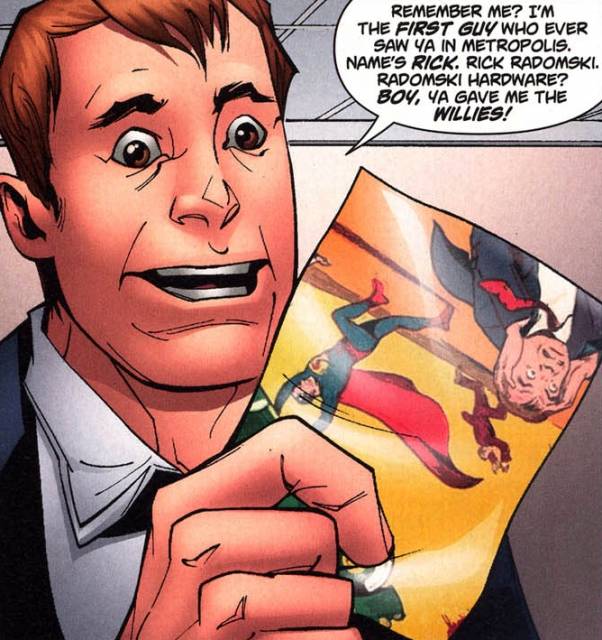 REMEMBER ME? I'M
THE FIRST GUY WHO EVER
SAW YA IN METROPOLIS.
NAME'S RICK. RICK RADOMSKI.
RADOMSKI HARDWARE?
BOY, YA GAVE ME THE
WILLIES!